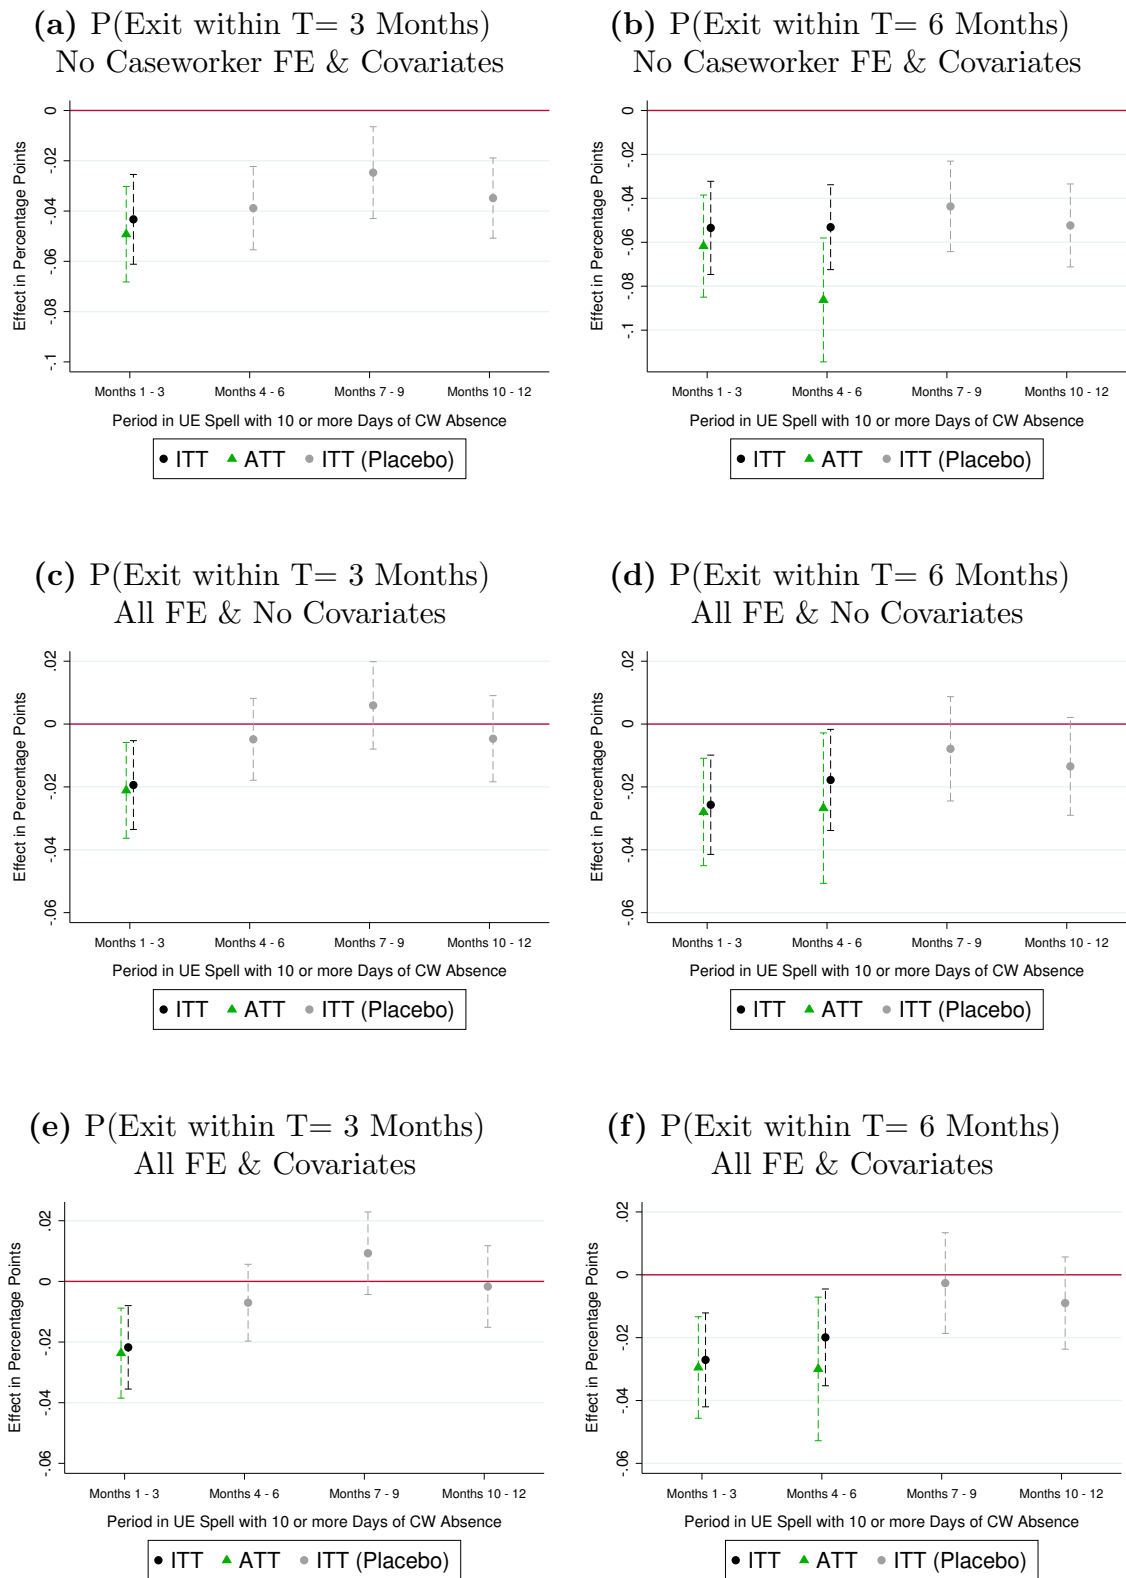 (a) P(Exit within T= 3 Months)
No Caseworker FE & Covariates
Effect in Percentage Points
0
-.02
-.04
-.06
-.08
-.1
Months 1 - 3
Months 4 - 6
Months 7 - 9
Months 10 - 12
Period in UE Spell with 10 or more Days of CW Absence
ITT ATT ITT (Placebo)
(b) P(Exit within T= 6 Months)
No Caseworker FE & Covariates
Effect in Percentage Points
0
-.02
-.04
-.06
-.08
-.1
Months 1 - 3
Months 4 - 6
Months 7 - 9
Months 10 - 12
Period in UE Spell with 10 or more Days of CW Absence
ITT ATT ITT (Placebo)
(c) P(Exit within T= 3 Months)
All FE & No Covariates
Effect in Percentage Points
.02
0
-.02
-.04
-.06
Months 1 - 3
Months 4 - 6
Months 7 - 9
Months 10 - 12
Period in UE Spell with 10 or more Days of CW Absence
ITT ATT ITT (Placebo)
(d) P(Exit within T= 6 Months)
All FE & No Covariates
Effect in Percentage Points
.02
0
-.02
-.04
-.06
Months 1 - 3
Months 4 - 6
Months 7 - 9
Months 10 - 12
Period in UE Spell with 10 or more Days of CW Absence
ITT ATT ITT (Placebo)
(e) P(Exit within T= 3 Months)
All FE & Covariates
Effect in Percentage Points
.02
0
-.02
-.04
-.06
Months 1 - 3
Months 4 - 6
Months 7 - 9
Months 10 - 12
Period in UE Spell with 10 or more Days of CW Absence
ITT ATT ITT (Placebo)
(f) P(Exit within T= 6 Months)
All FE & Covariates
Effect in Percentage Points
.02
0
-.02
-.04
-.06
Months 1 - 3
Months 4 - 6
Months 7 - 9
Months 10 - 12
Period in UE Spell with 10 or more Days of CW Absence
ITT ATT ITT (Placebo)